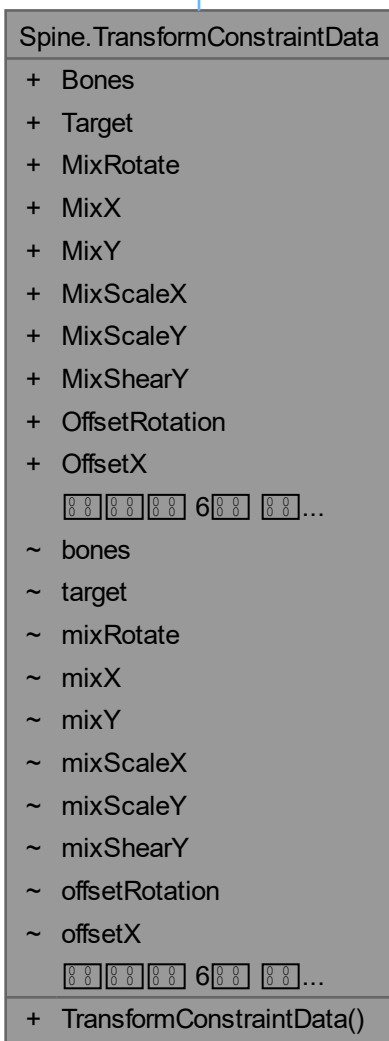 Spine.TransformConstraintData
+ Bones
+ Target
+ MixRotate
+ MixX
+ MixY
+ MixScaleX
+ MixScaleY
+ MixShearY
+ OffsetRotation
+ OffsetX
6 ...
~ bones
~ target
~ mixRotate
~ mixX
~ mixY
~ mixScaleX
~ mixScaleY
~ mixShearY
~ offsetRotation
~ offsetX
6 ...
+ TransformConstraintData()